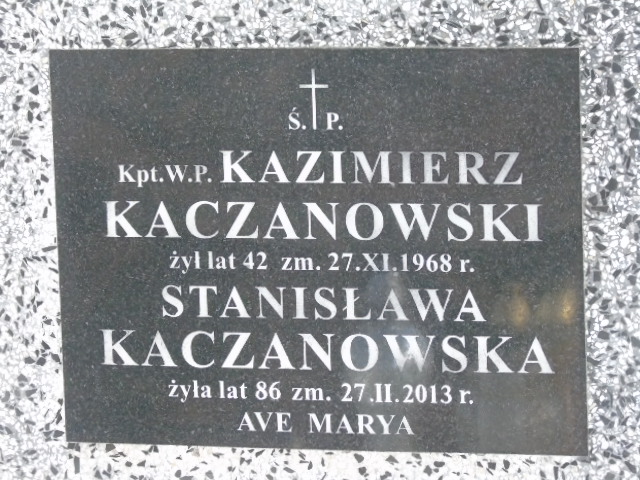 Ś. P.
Kpt.W.P. KAZIMIERZ
KACZANOWSKI
żył lat 42 zm. 27.XI.1968 r.
STANISŁAWA
KACZANOWSKA
żyła lat 86 zm. 27.II.2013 r.
AVE MARYA